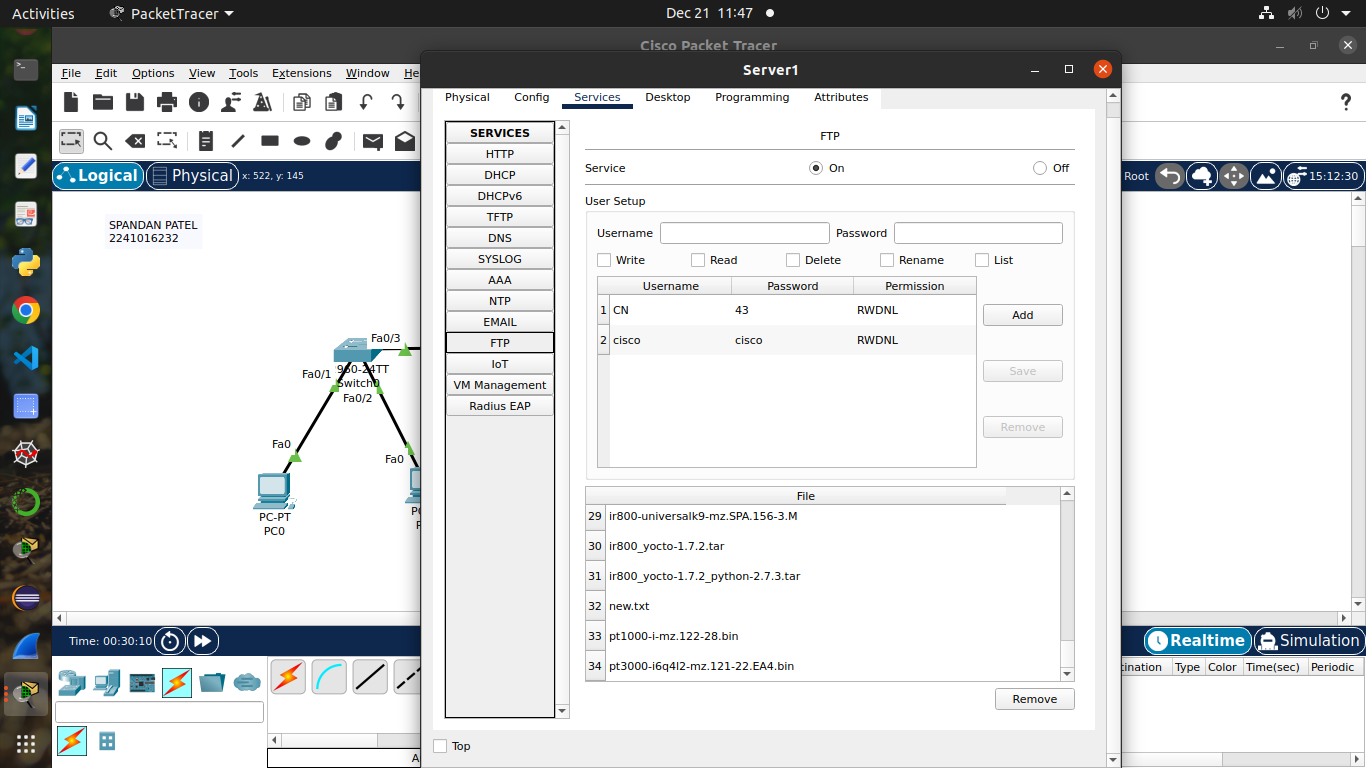 Activities PacketTracer Dec 21 11:47
Cisco Packet Tracer
File Edit Options View Tools Extensions Window He
Server1
Physical Config Services Desktop Programming Attributes
?
Logical Physical x: 522, y: 145
Root 15:12:30
SPANDAN PATEL
2241016232
Fa0/3
960-24TT
Fa0/1
Switch0
Fa0/2
Fa0
Fa0
PC-PT
PC0
SERVICES
HTTP
DHCP
DHCPv6
TFTP
DNS
SYSLOG
AAA
NTP
EMAIL
FTP
IoT
VM Management
Radius EAP
FTP
Service On Off
User Setup
Username Password
Write Read Delete Rename List
Username Password Permission
1 CN 43 RWDNL
2 cisco cisco RWDNL
Add
Save
Remove
File
29 ir800-universalk9-mz.SPA.156-3.M
30 ir800_yocto-1.7.2.tar
31 ir800_yocto-1.7.2_python-2.7.3.tar
32 new.txt
33 pt1000-i-mz.122-28.bin
34 pt3000-i6q4l2-mz.121-22.EA4.bin
Remove
Top
Time: 00:30:10
Realtime Simulation
cination Type Color Time(sec) Periodic
A